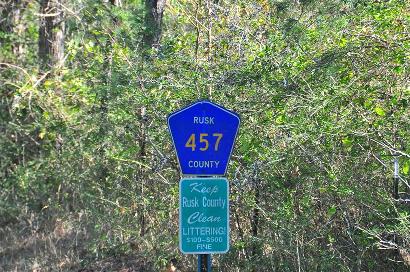 RUSK
457
COUNTY
Keep
Rusk County
Clean
LITTERING!
$100-$500
FINE